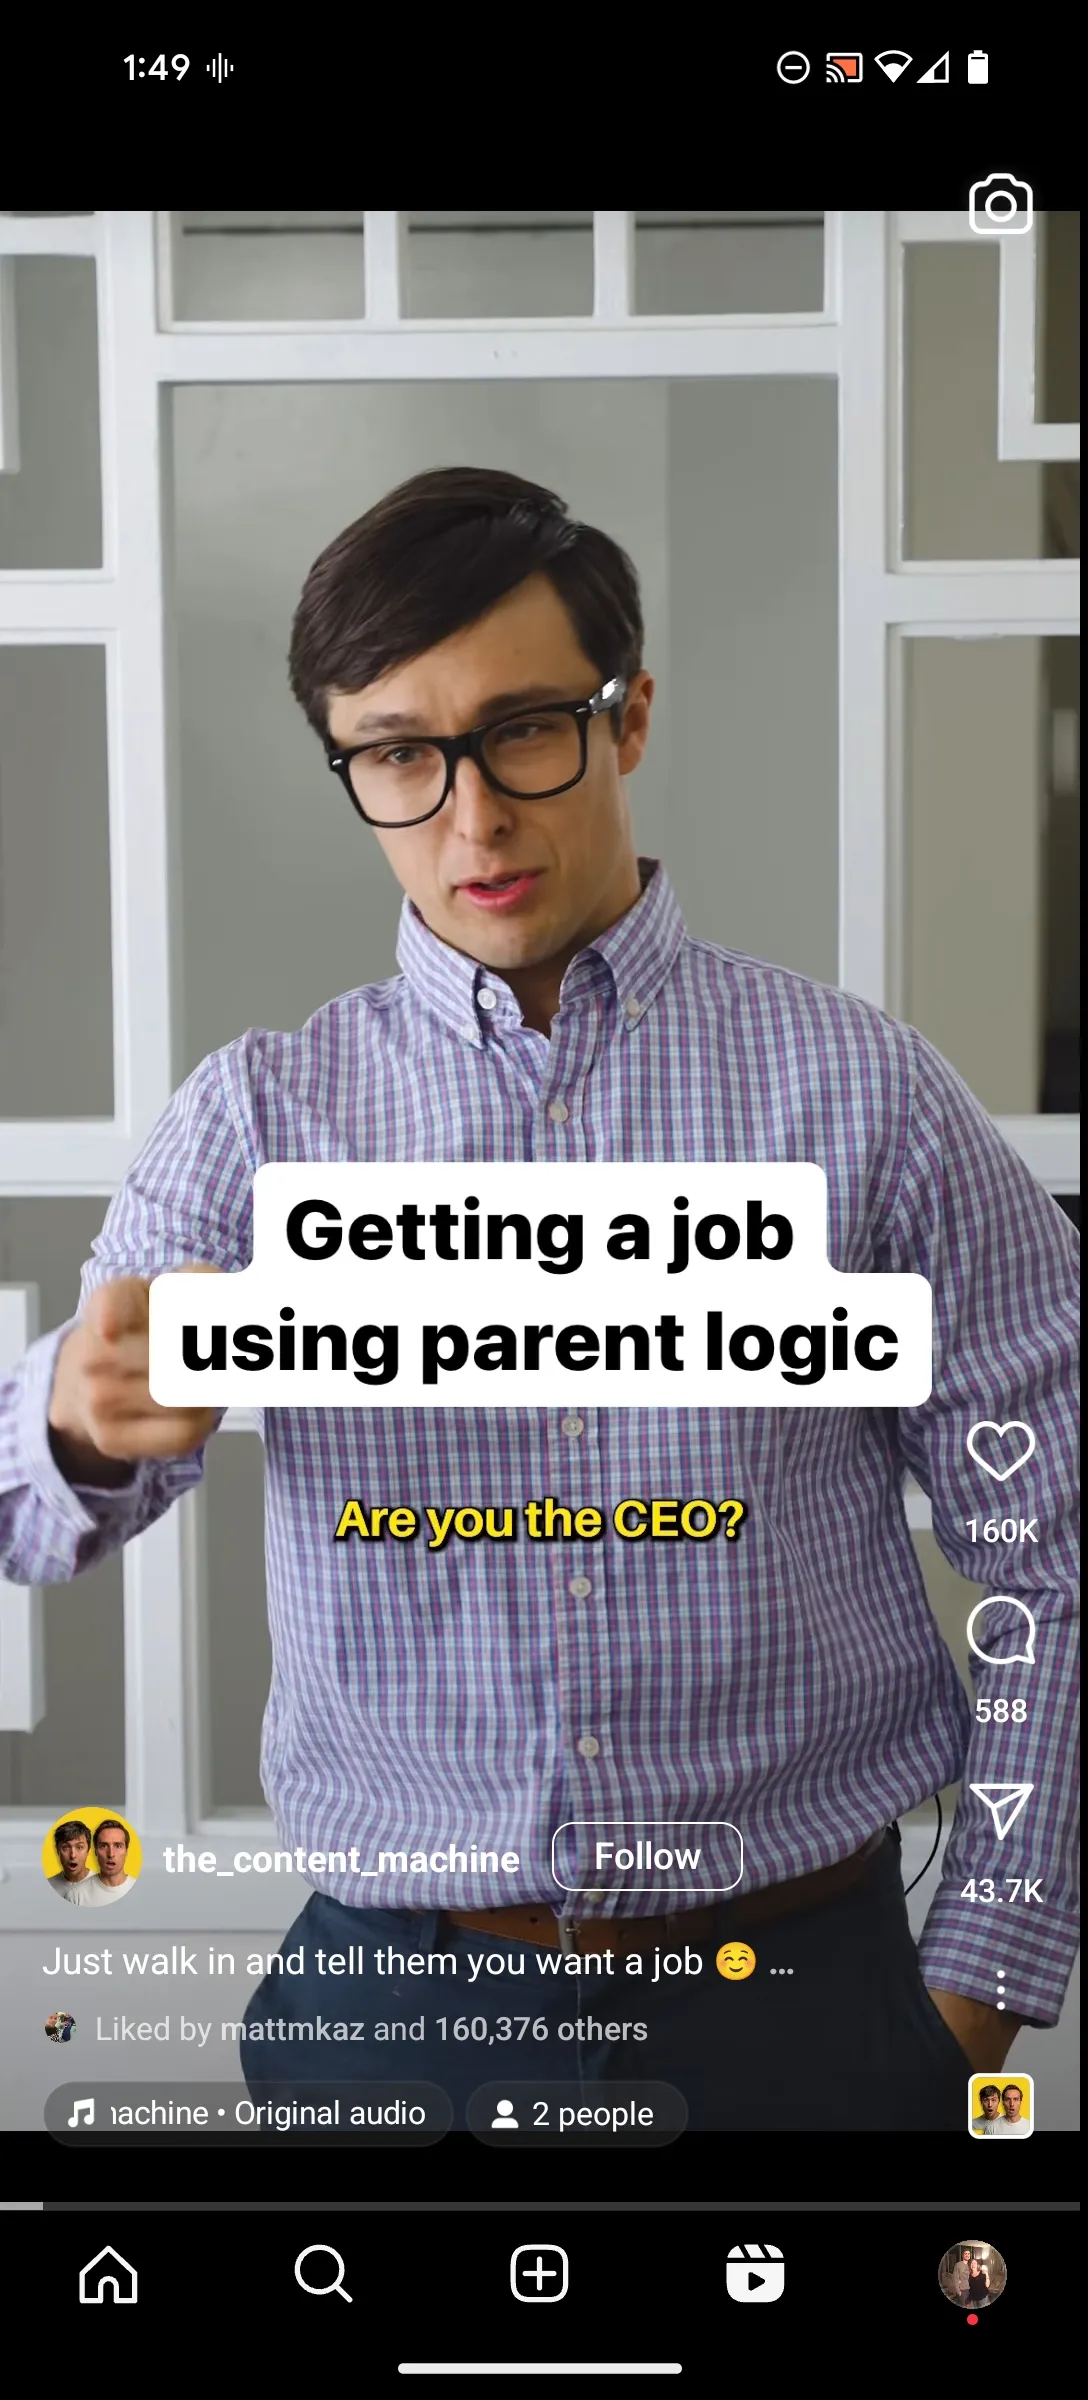 1:49
Getting a job
using parent logic
Are you the CEO?
160K
588
43.7K
the_content_machine
Follow
Just walk in and tell them you want a job ☺️ ...
Liked by mattmkaz and 160,376 others
achine • Original audio
2 people